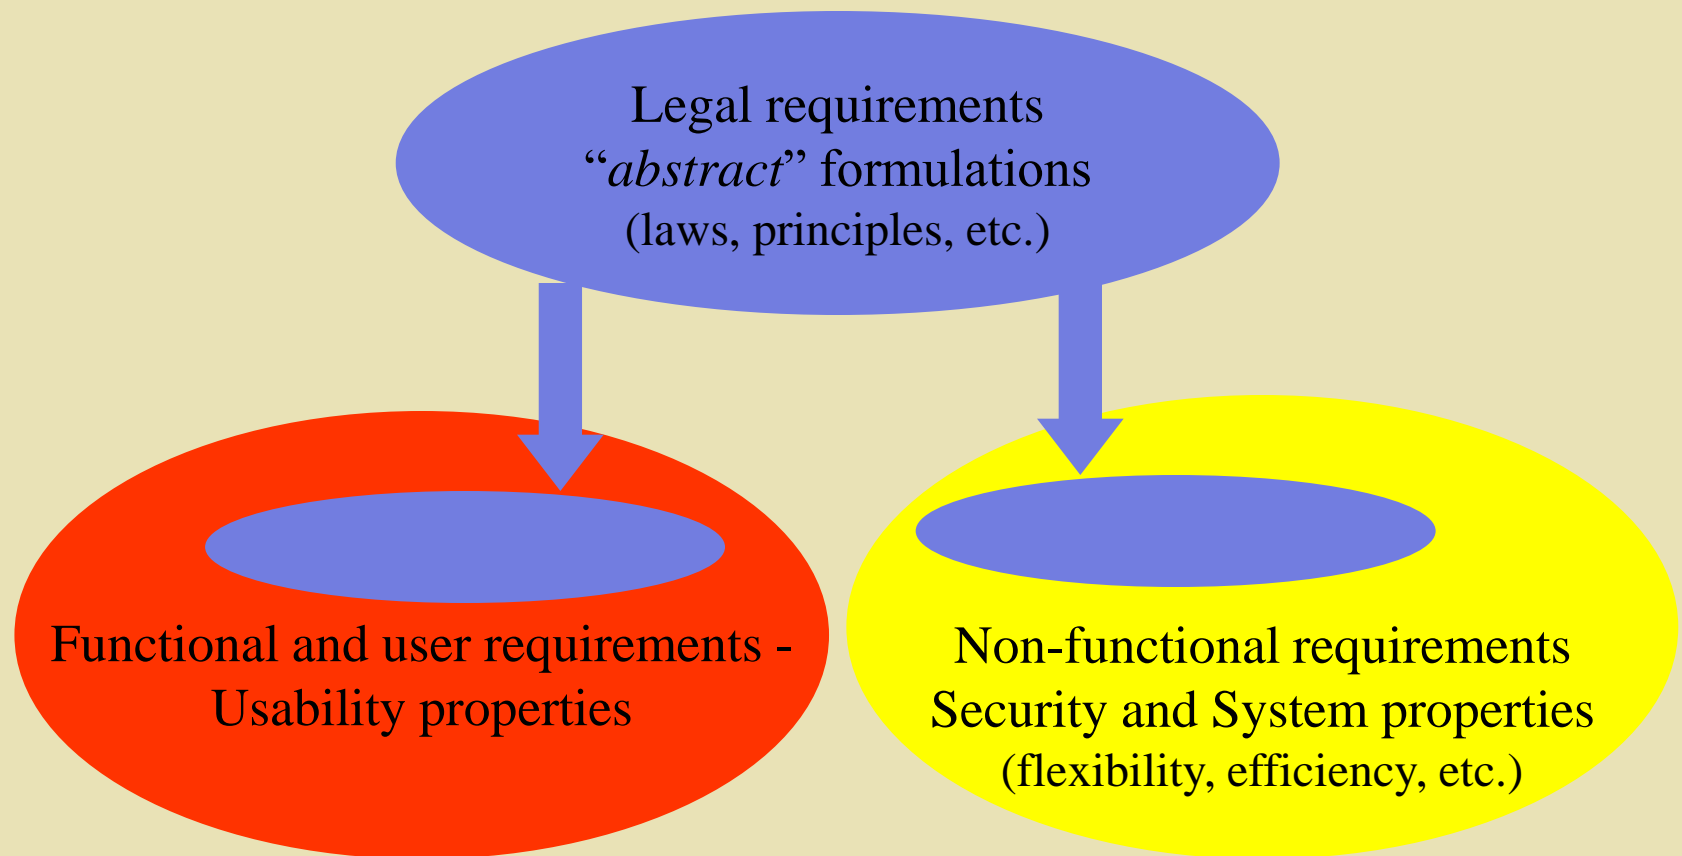 Legal requirements
“abstract” formulations
(laws, principles, etc.)
Functional and user requirements -
Usability properties
Non-functional requirements
Security and System properties
(flexibility, efficiency, etc.)